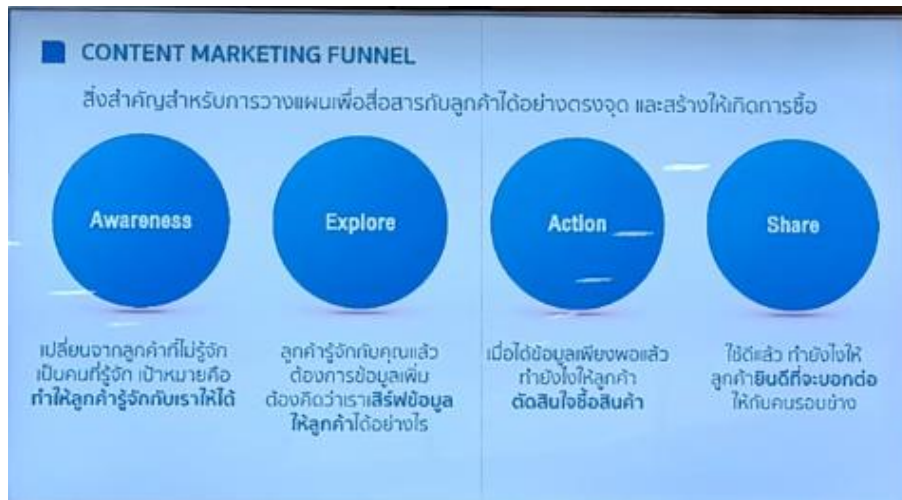 CONTENT MARKETING FUNNEL
สิ่งสำคัญสำหรับการวางแผนเพื่อสื่อสารกับลูกค้าได้อย่างตรงจุด และสร้างให้เกิดการซื้อ
Awareness
เปลี่ยนจากลูกค้าที่ไม่รู้จัก
เป็นคนที่รู้จัก เป้าหมายคือ
ทำให้ลูกค้ารู้จักกับเราให้ได้
Explore
ลูกค้ารู้จักกับคุณแล้ว
ต้องการข้อมูลเพิ่ม
ต้องคิดว่าเราเสิร์ฟข้อมูล
ให้ลูกค้าได้อย่างไร
Action
เมื่อได้ข้อมูลเพียงพอแล้ว
ทำยังไงให้ลูกค้า
ตัดสินใจซื้อสินค้า
Share
ใช้ดีแล้ว ทำยังไงให้
ลูกค้ายินดีที่จะบอกต่อ
ให้กับคนรอบข้าง